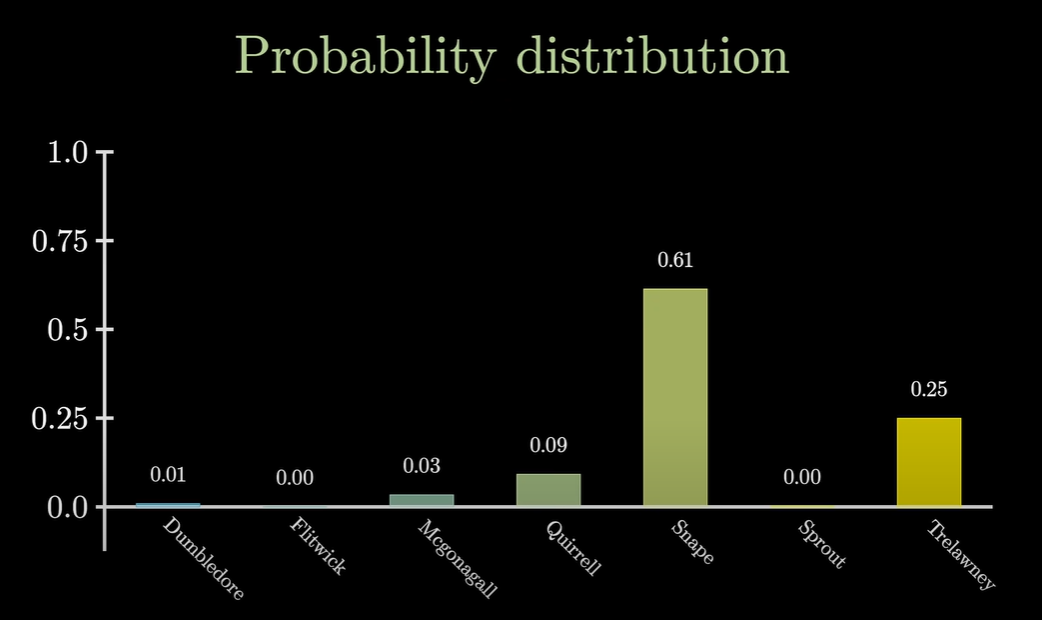 Probability distribution
1.0
0.75
0.5
0.25
0.0
0.01
0.00
0.03
0.09
0.61
0.00
0.25
Dumbledore
Flitwick
Mcgonagall
Quirrell
Snape
Sprout
Trelawney